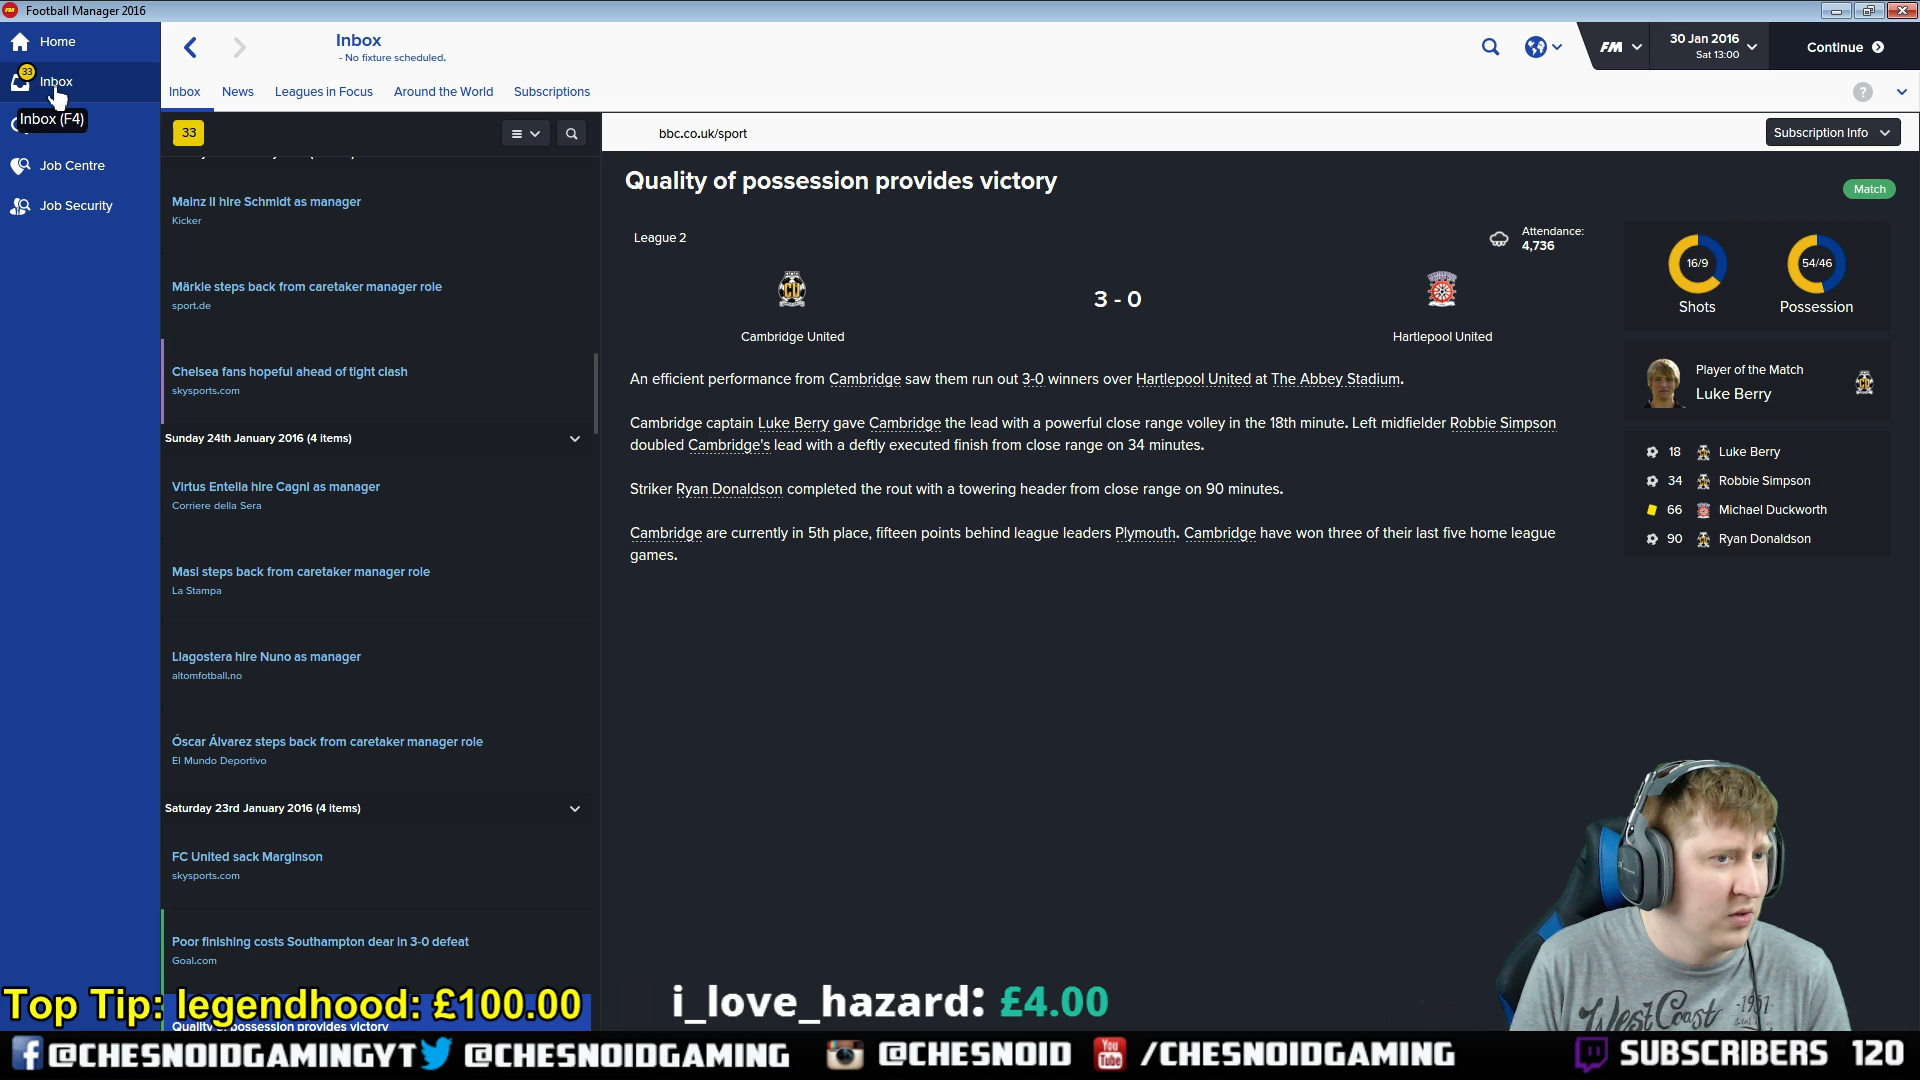 Football Manager 2016
Home
33
Inbox
Inbox (F4)
Job Centre
Job Security
Inbox
- No fixture scheduled.
FM
30 Jan 2016
Sat 13:00
Continue
Inbox News Leagues in Focus Around the World Subscriptions
?
33
Mainz II hire Schmidt as manager
Kicker
Märkle steps back from caretaker manager role
sport.de
Chelsea fans hopeful ahead of tight clash
skysports.com
Sunday 24th January 2016 (4 items)
Virtus Entella hire Cagni as manager
Corriere della Sera
Masi steps back from caretaker manager role
La Stampa
Llagostera hire Nuno as manager
altomfotball.no
Óscar Álvarez steps back from caretaker manager role
El Mundo Deportivo
Saturday 23rd January 2016 (4 items)
FC United sack Marginson
skysports.com
Poor finishing costs Southampton dear in 3-0 defeat
Goal.com
Quality of possession provides victory
bbc.co.uk/sport
Subscription Info
Quality of possession provides victory
Match
League 2
Attendance:
4,736
3 - 0
Cambridge United
Hartlepool United
An efficient performance from Cambridge saw them run out 3-0 winners over Hartlepool United at The Abbey Stadium.
Cambridge captain Luke Berry gave Cambridge the lead with a powerful close range volley in the 18th minute. Left midfielder Robbie Simpson
doubled Cambridge's lead with a deftly executed finish from close range on 34 minutes.
Striker Ryan Donaldson completed the rout with a towering header from close range on 90 minutes.
Cambridge are currently in 5th place, fifteen points behind league leaders Plymouth. Cambridge have won three of their last five home league
games.
16/9
Shots
54/46
Possession
Player of the Match
Luke Berry
18 Luke Berry
34 Robbie Simpson
66 Michael Duckworth
90 Ryan Donaldson
Top Tip: legendhood: £100.00
i_love_hazard: £4.00
West Coast
@CHESNOIDGAMINGYT @CHESNOIDGAMING @CHESNOID You Tube /CHESNOIDGAMING SUBSCRIBERS 120